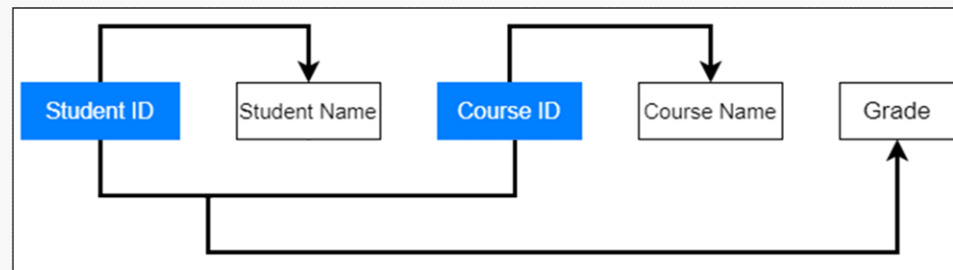 Student ID
Student Name
Course ID
Course Name
Grade